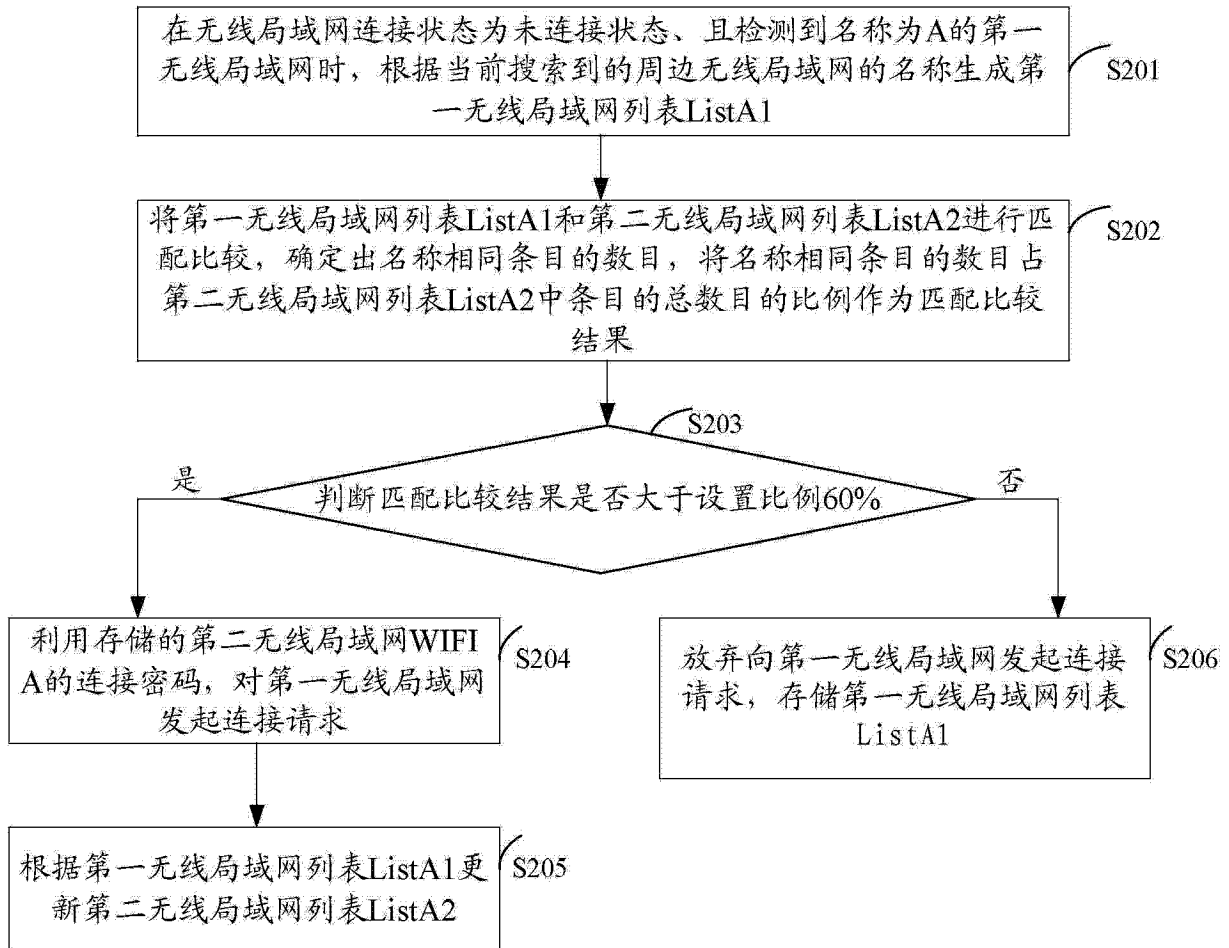 在无线局域网连接状态为未连接状态、且检测到名称为A的第一
无线局域网时，根据当前搜索到的周边无线局域网的名称生成第
一无线局域网列表ListA1
S201
将第一无线局域网列表ListA1和第二无线局域网列表ListA2进行匹
配比较，确定出名称相同条目的数目，将名称相同条目的数目占
第二无线局域网列表ListA2中条目的总数目的比例作为匹配比较
结果
S202
S203
是
判断匹配比较结果是否大于设置比例60%
否
利用存储的第二无线局域网WIFI
A的连接密码，对第一无线局域网
发起连接请求
S204
放弃向第一无线局域网发起连接
请求，存储第一无线局域网列表
ListA1
S206
根据第一无线局域网列表ListA1更
新第二无线局域网列表ListA2
S205